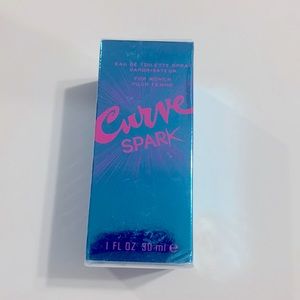 EAU DE TOILETTE SPRAY
VAPORISATEUR
FOR WOMEN
POUR FEMME
Curve
SPARK
1 FL OZ 30 ml e